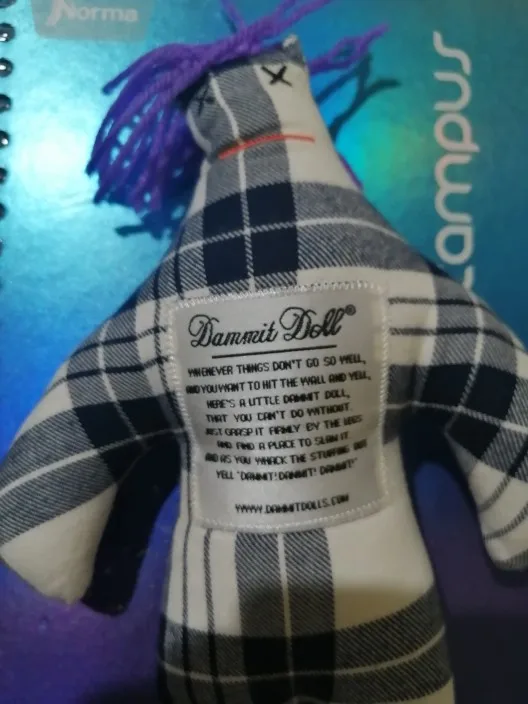 Norma
campus
Dammit Doll®
WHENEVER THINGS DON'T GO SO WELL,
AND YOU WANT TO HIT THE WALL AND YELL,
HERE'S A LITTLE DAMMIT DOLL,
THAT YOU CAN'T DO WITHOUT.
JUST GRASP IT FIRMLY BY THE LEGS
AND FIND A PLACE TO SLAM IT
AND AS YOU WHACK THE STUFFING OUT
YELL "DAMMIT! DAMMIT! DAMMIT!"
WWW.DAMMITDOLLS.COM